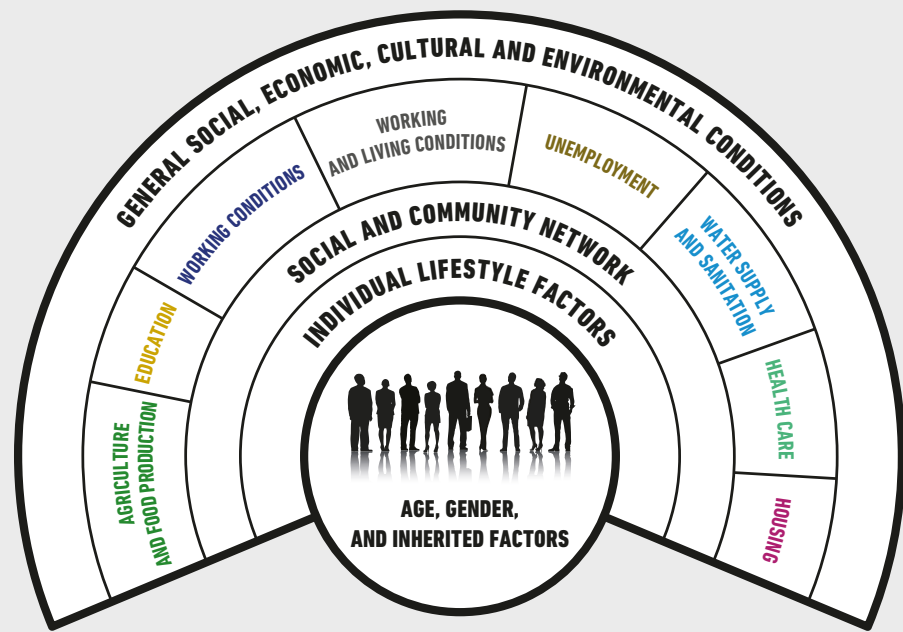 GENERAL SOCIAL, ECONOMIC, CULTURAL AND ENVIRONMENTAL CONDITIONS
AGRICULTURE
AND FOOD PRODUCTION
EDUCATION
WORKING CONDITIONS
WORKING
AND LIVING CONDITIONS
UNEMPLOYMENT
WATER SUPPLY
AND SANITATION
HEALTH CARE
HOUSING
SOCIAL AND COMMUNITY NETWORK
INDIVIDUAL LIFESTYLE FACTORS
AGE, GENDER,
AND INHERITED FACTORS